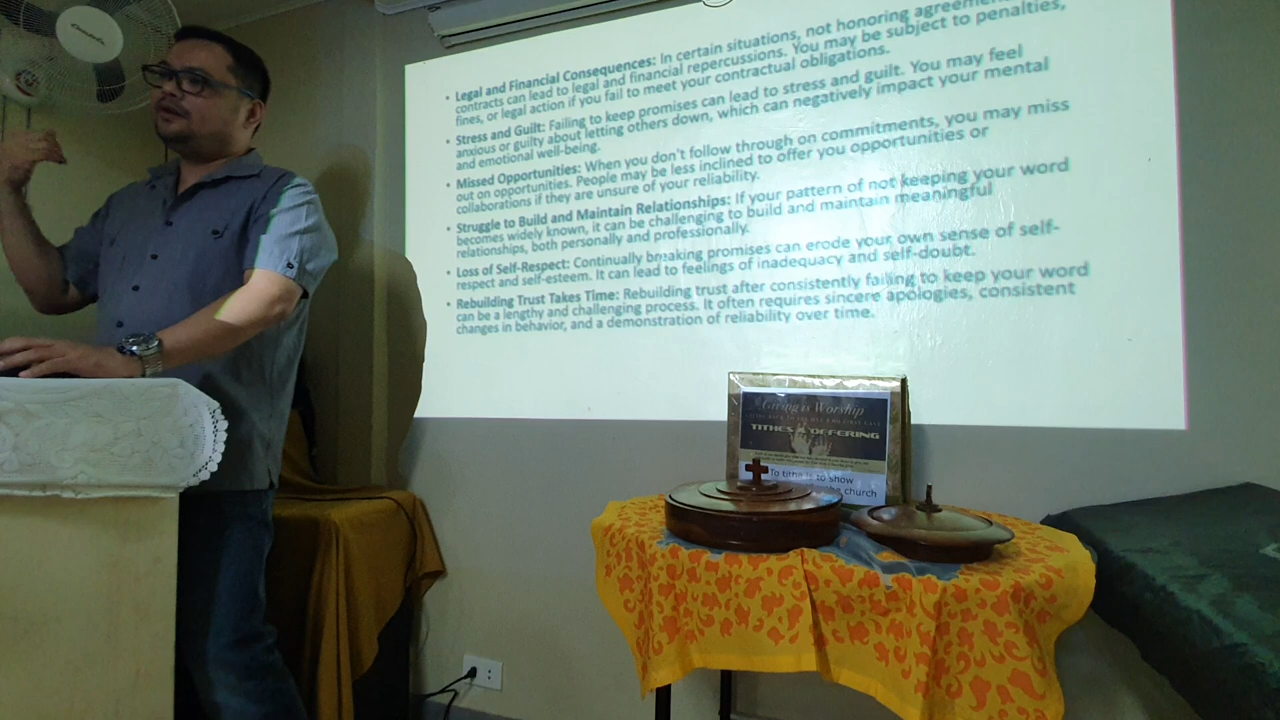 • Legal and Financial Consequences: In certain situations, not honoring
contracts can lead to legal and financial repercussions. You may be subject to penalties,
fines, or legal action if you fail to meet your contractual obligations.
• Stress and Guilt: Failing to keep promises can lead to stress and guilt. You may feel
anxious or guilty about letting others down, which can negatively impact your mental
and emotional well-being.
• Missed Opportunities: When you don't follow through on commitments, you may miss
out on opportunities. People may be less inclined to offer you opportunities or
collaborations if they are unsure of your reliability.
• Struggle to Build and Maintain Relationships: If your pattern of not keeping your word
becomes widely known, it can be challenging to build and maintain meaningful
relationships, both personally and professionally.
• Loss of Self-Respect: Continually breaking promises can erode your own sense of self-
respect and self-esteem. It can lead to feelings of inadequacy and self-doubt.
• Rebuilding Trust Takes Time: Rebuilding trust after consistently failing to keep your word
can be a lengthy and challenging process. It often requires sincere apologies, consistent
changes in behavior, and a demonstration of reliability over time.
Giving is Worship
TITHES & OFFERING
To tithe is to show
the church